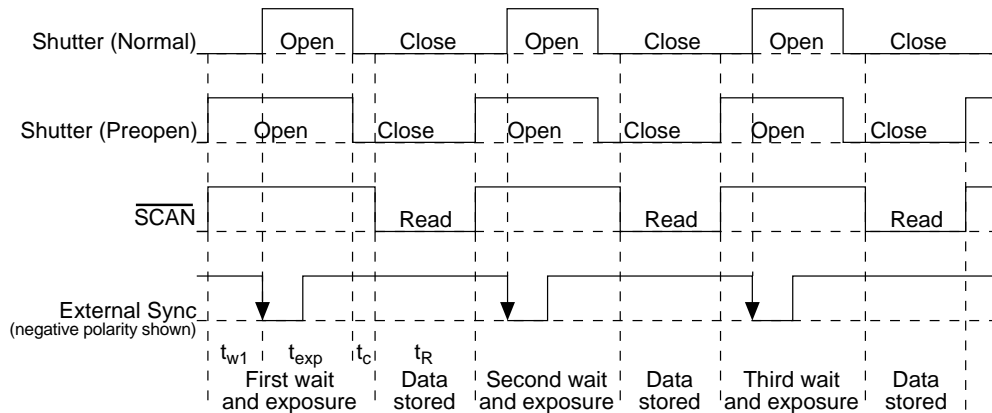 Shutter (Normal) Open Close Open Close Open Close
Shutter (Preopen) Open Close Open Close Open Close
SCAN Read Read Read
External Sync
(negative polarity shown)
tw1 texp tc tR
First wait Data Second wait Data Third wait Data
and exposure stored and exposure stored and exposure stored